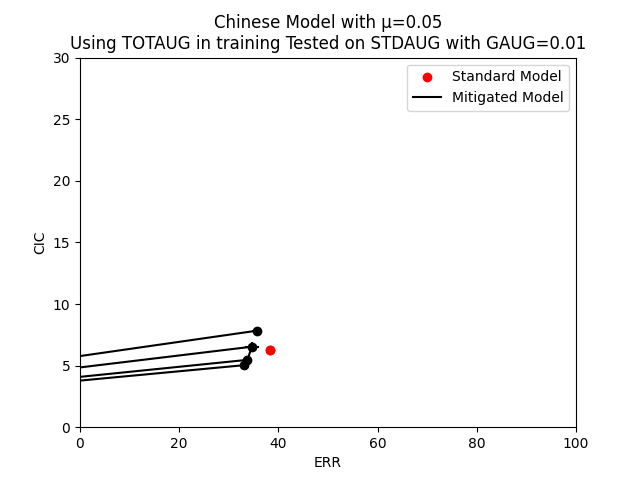 Chinese Model with μ=0.05
Using TOTAUG in training Tested on STDAUG with GAUG=0.01
Standard Model
Mitigated Model
CIC
30
25
20
15
10
5
0
0 20 40 60 80 100
ERR